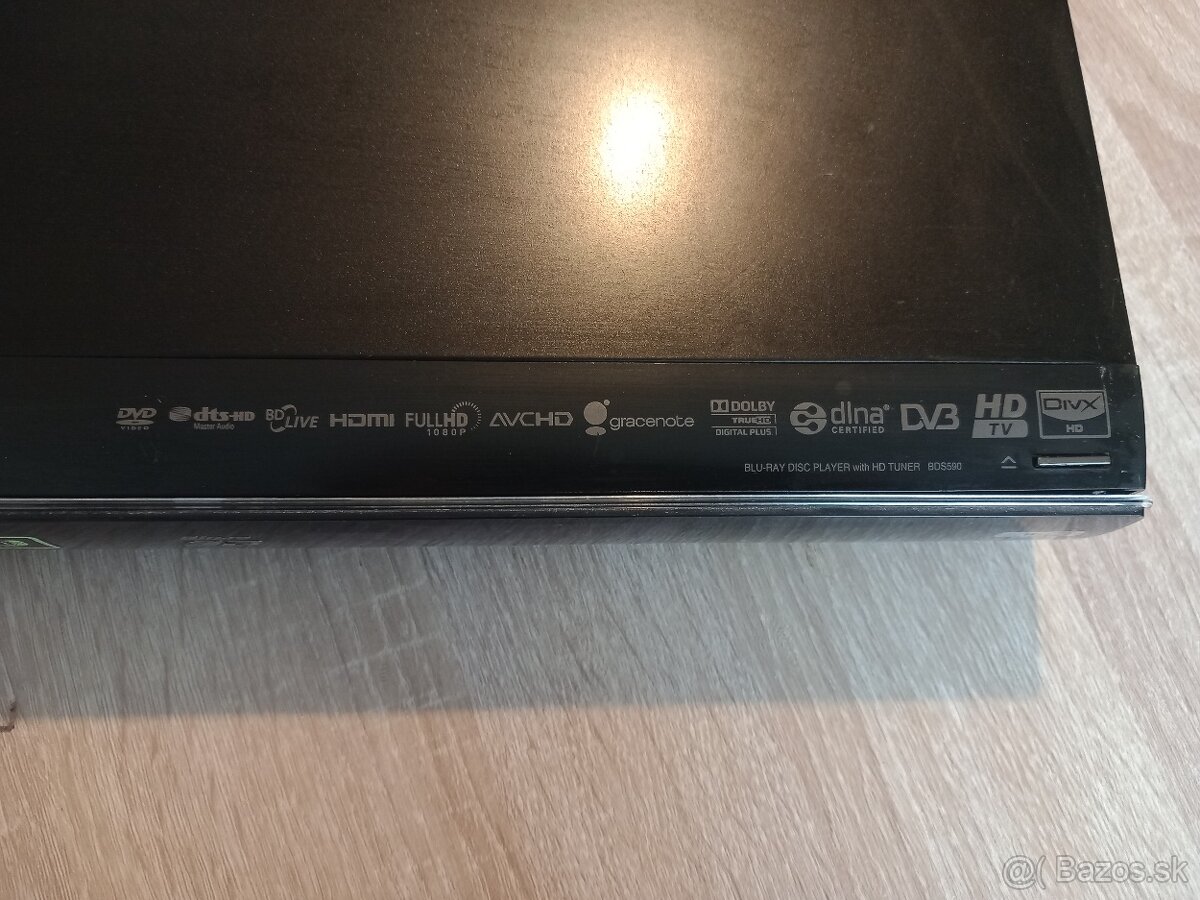 DVD VIDEO dts-HD Master Audio BD LIVE HDMI FULLHD 1080P AVCHD gracenote DOLBY TRUEHD DIGITAL PLUS dlna CERTIFIED DVB HD TV DIVX HD
BLU-RAY DISC PLAYER with HD TUNER BDS590
@( Bazos.sk